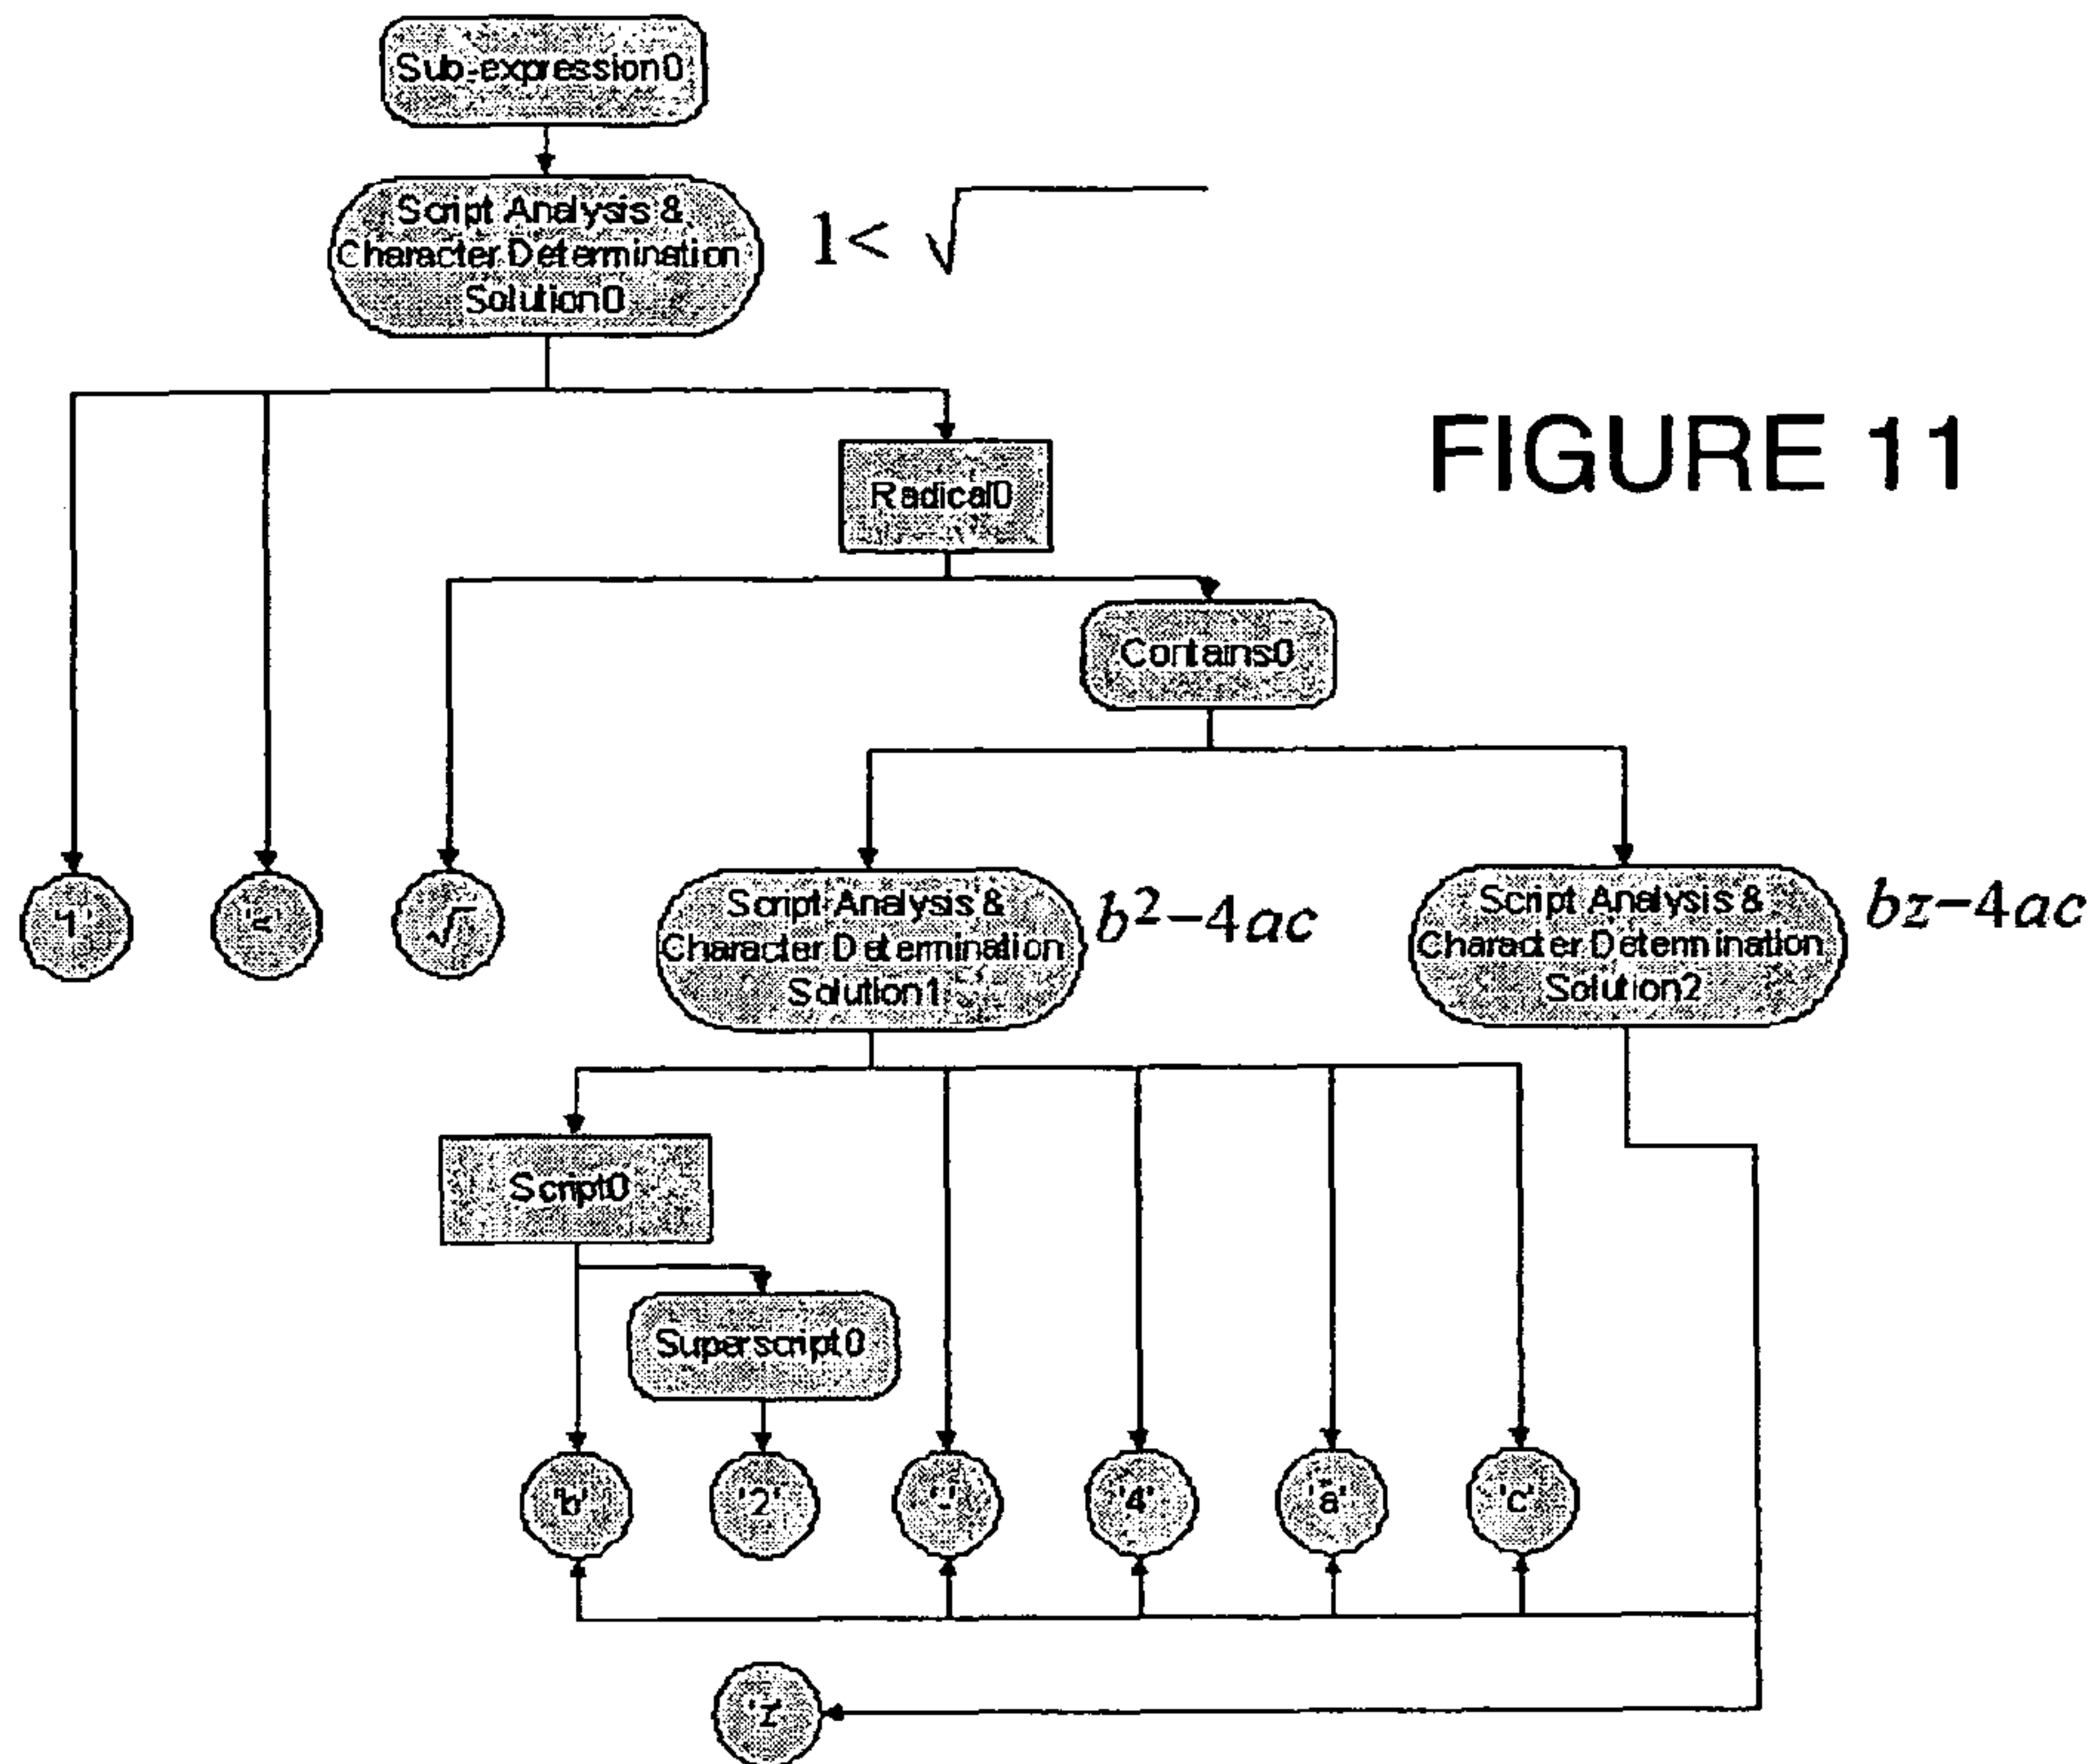 Sub-expression0
Script Analysis &
Character Determination
Solution0
1< √
FIGURE 11
Radical0
Contains0
'1'
'<'
√
Script Analysis &
Character Determination
Solution1
b²-4ac
Script Analysis &
Character Determination
Solution2
bz-4ac
Script0
Superscript0
'b'
'2'
'-'
'4'
'a'
'c'
'z'